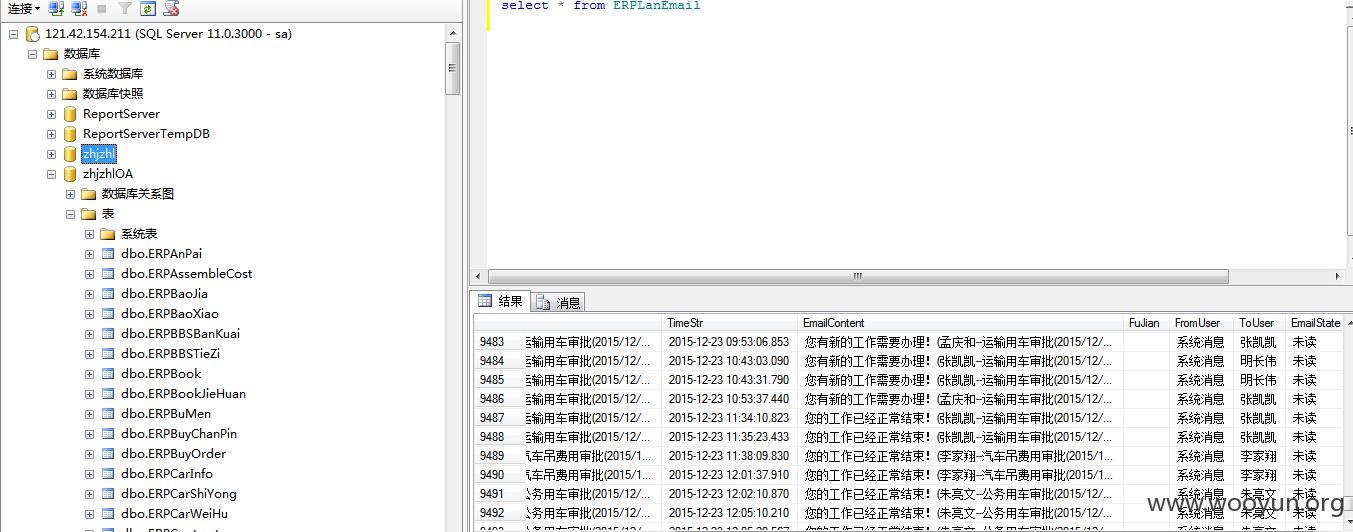 连接
select * from ERPLanEmail
121.42.154.211 (SQL Server 11.0.3000 - sa)
数据库
系统数据库
数据库快照
ReportServer
ReportServerTempDB
zhjzhl
zhjzhlOA
数据库关系图
表
系统表
dbo.ERPAnPai
dbo.ERPAssembleCost
dbo.ERPBaoJia
dbo.ERPBaoXiao
dbo.ERPBBSBanKuai
dbo.ERPBBSTieZi
dbo.ERPBook
dbo.ERPBookJieHuan
dbo.ERPBuMen
dbo.ERPBuyChanPin
dbo.ERPBuyOrder
dbo.ERPCarInfo
dbo.ERPCarShiYong
dbo.ERPCarWeiHu
结果 消息
TimeStr EmailContent FuJian FromUser ToUser EmailState
9483 运输用车审批(2015/12/... 2015-12-23 09:53:06.853 您有新的工作需要办理！(孟庆和--运输用车审批(2015/12/... 系统消息 张凯凯 未读
9484 运输用车审批(2015/12/... 2015-12-23 10:43:03.090 您有新的工作需要办理！(张凯凯--运输用车审批(2015/12/... 系统消息 明长伟 未读
9485 运输用车审批(2015/12/... 2015-12-23 10:43:31.790 您有新的工作需要办理！(张凯凯--运输用车审批(2015/12/... 系统消息 明长伟 未读
9486 运输用车审批(2015/12/... 2015-12-23 10:53:37.440 您有新的工作需要办理！(孟庆和--运输用车审批(2015/12/... 系统消息 张凯凯 未读
9487 运输用车审批(2015/12/... 2015-12-23 11:34:10.823 您的工作已经正常结束！(张凯凯--运输用车审批(2015/12/... 系统消息 张凯凯 未读
9488 运输用车审批(2015/12/... 2015-12-23 11:35:23.433 您的工作已经正常结束！(张凯凯--运输用车审批(2015/12/... 系统消息 张凯凯 未读
9489 汽车吊费用审批(2015/1... 2015-12-23 11:38:09.830 您的工作已经正常结束！(李家翔--汽车吊费用审批(2015/1... 系统消息 李家翔 未读
9490 汽车吊费用审批(2015/1... 2015-12-23 12:01:37.910 您的工作已经正常结束！(李家翔--汽车吊费用审批(2015/1... 系统消息 李家翔 未读
9491 公务用车审批(2015/12/... 2015-12-23 12:02:10.870 您的工作已经正常结束！(朱亮文--公务用车审批(2015/12/... 系统消息 朱亮文 未读
9492 公务用车审批(2015/12/... 2015-12-23 12:05:10.210 您的工作已经正常结束！(朱亮文--公务用车审批(2015/12/... 系统消息 朱亮文 未读
www.wooyun.org